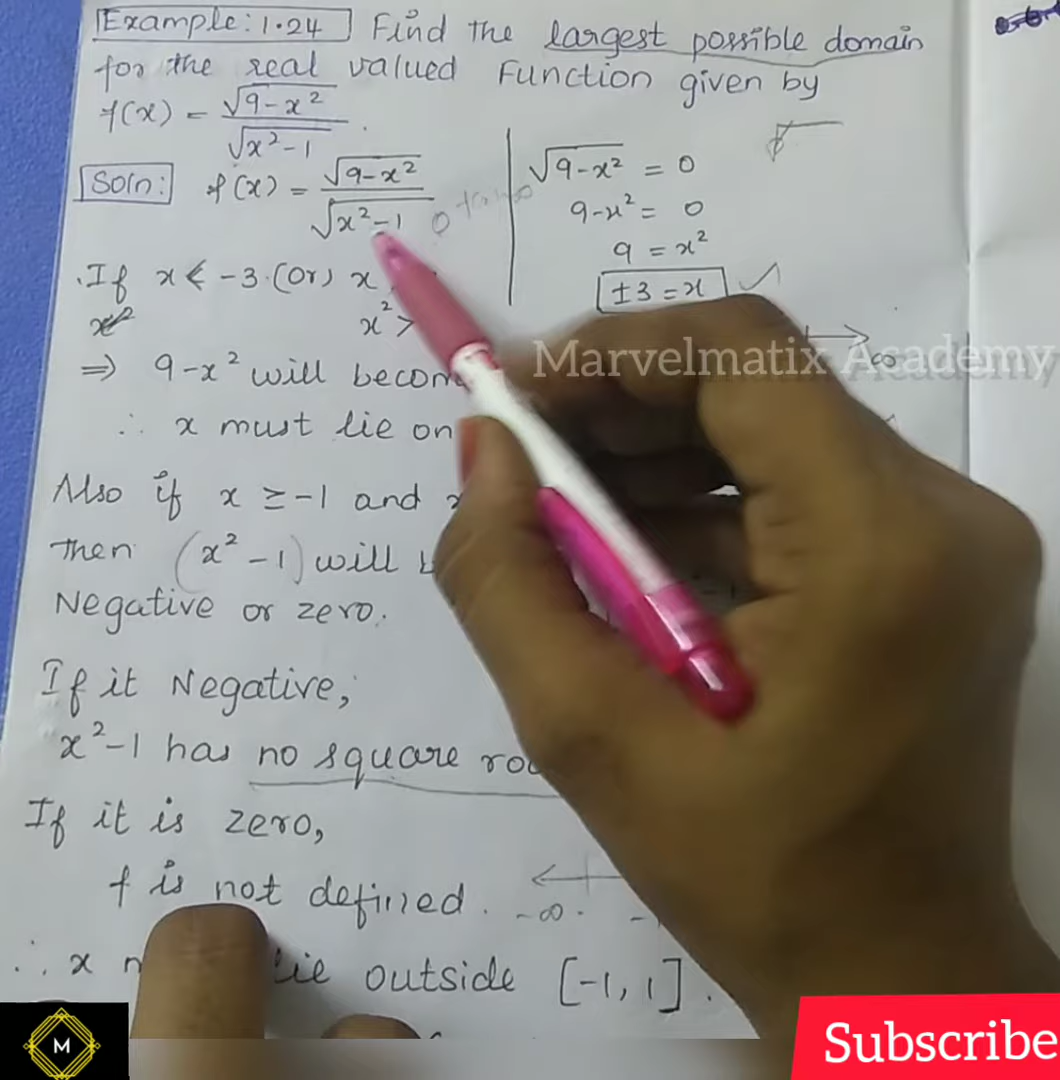 Example: 1.24 Find the largest possible domain
for the real valued Function given by
f(x) = √9-x² / √x²-1
Soln: f(x) = √9-x² / √x²-1
If x < -3 (or) x
x²
x² >
⇒ 9-x² will becom
∴ x must lie on
Also if x ≥ -1 and
Then (x² - 1) will
Negative or zero.
If it Negative,
x²-1 has no square
If it is zero,
f is not defined.
∴ x lie outside [-1, 1].
√9-x² = 0
9-x² = 0
9 = x²
±3 = x
∞
-∞
Marvelmatix Academy
M
Subscribe